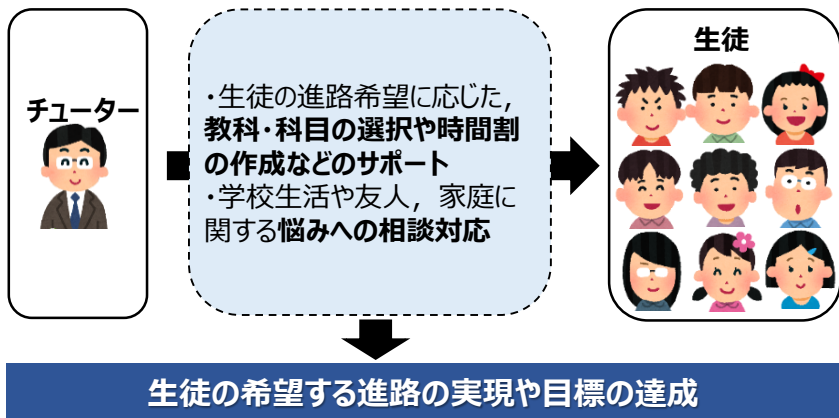 チューター
・生徒の進路希望に応じた,
教科・科目の選択や時間割
の作成などのサポート
・学校生活や友人，家庭に
関する悩みへの相談対応
生徒
生徒の希望する進路の実現や目標の達成